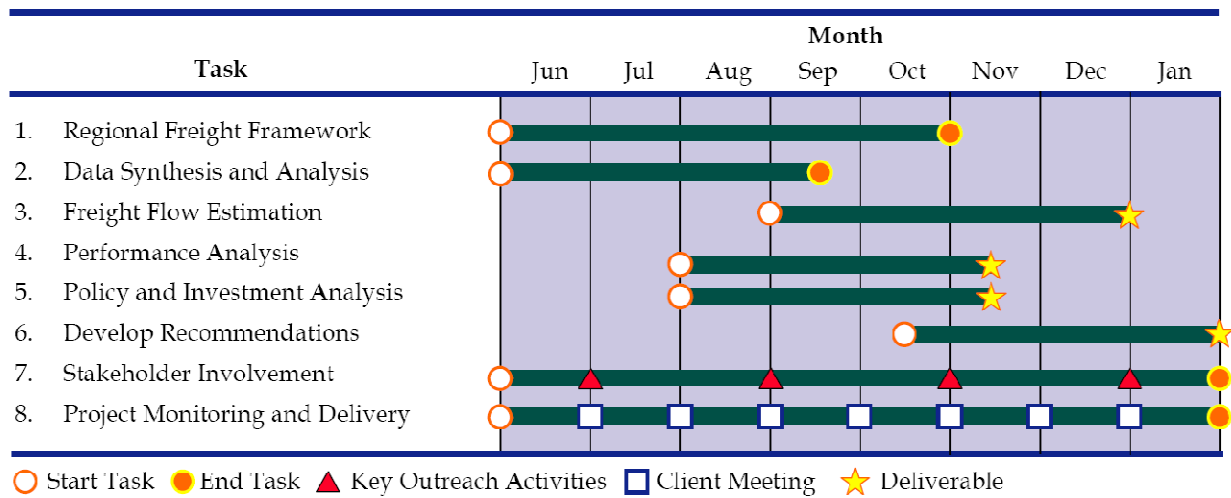 Month
Task Jun Jul Aug Sep Oct Nov Dec Jan
1. Regional Freight Framework
2. Data Synthesis and Analysis
3. Freight Flow Estimation
4. Performance Analysis
5. Policy and Investment Analysis
6. Develop Recommendations
7. Stakeholder Involvement
8. Project Monitoring and Delivery
Start Task End Task Key Outreach Activities Client Meeting Deliverable